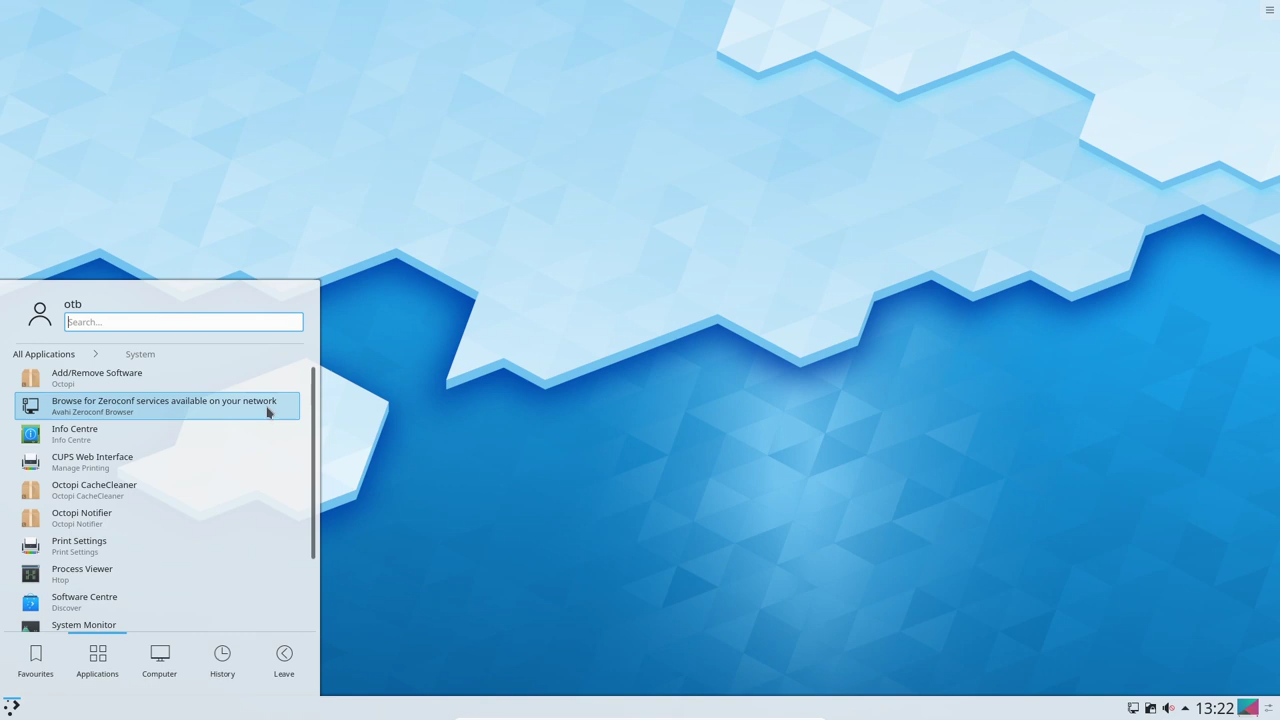 otb
Search...
All Applications
System
Add/Remove Software
Octopi
Browse for Zeroconf services available on your network
Avahi Zeroconf Browser
Info Centre
Info Centre
CUPS Web Interface
Manage Printing
Octopi CacheCleaner
Octopi CacheCleaner
Octopi Notifier
Octopi Notifier
Print Settings
Print Settings
Process Viewer
Htop
Software Centre
Discover
System Monitor
Favourites Applications Computer History Leave
13:22